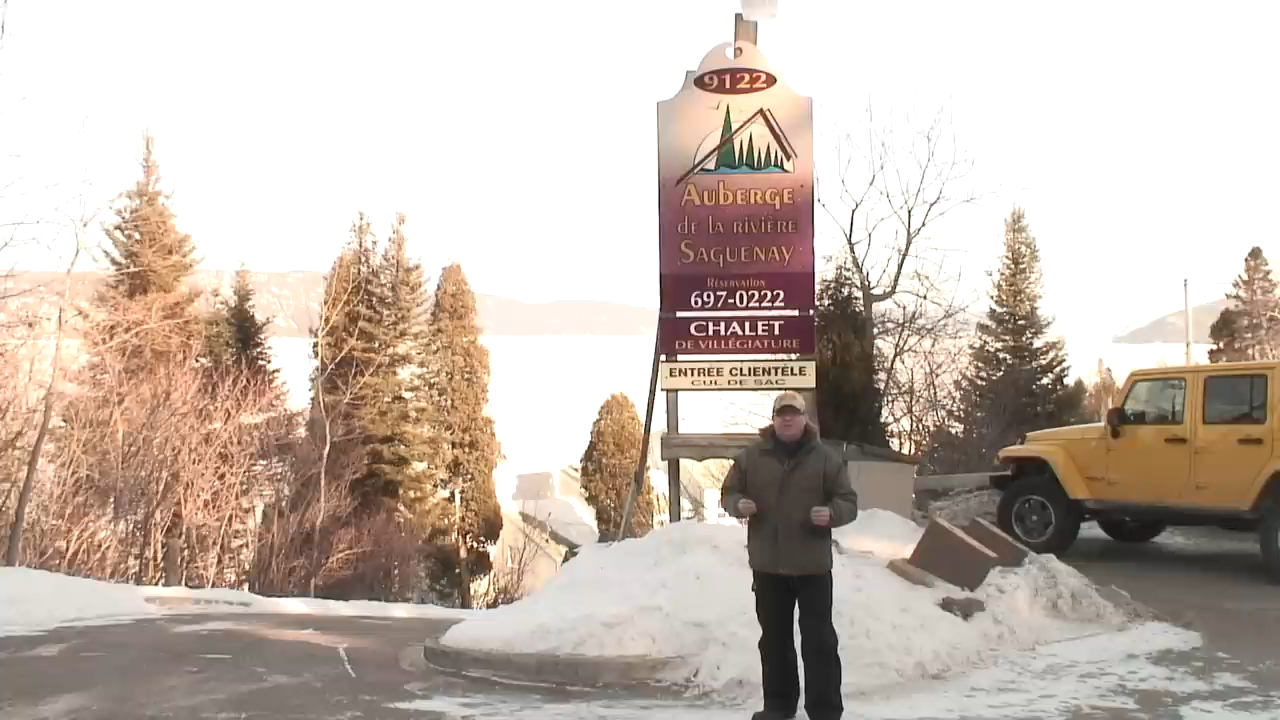 9122
Auberge
de la rivière
Saguenay
Réservation
697-0222
CHALET
DE VILLÉGIATURE
ENTRÉE CLIENTÈLE
CUL DE SAC